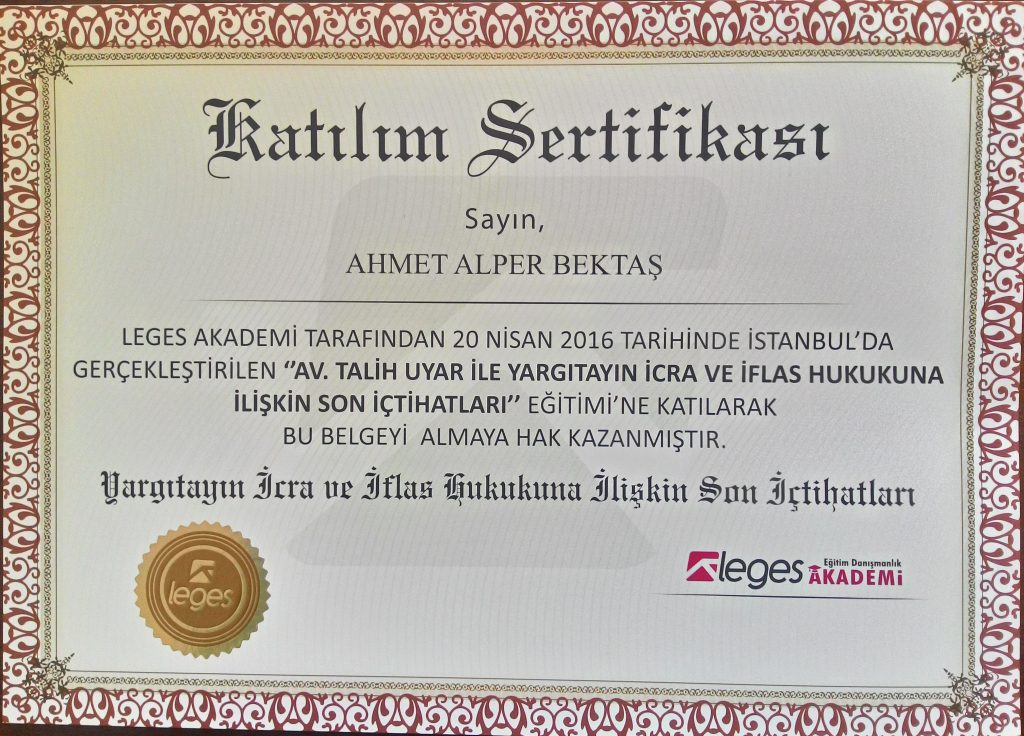 Katılım Sertifikası
Sayın,
AHMET ALPER BEKTAŞ
LEGES AKADEMİ TARAFINDAN 20 NİSAN 2016 TARİHİNDE İSTANBUL’DA
GERÇEKLEŞTİRİLEN ‘’AV. TALİH UYAR İLE YARGITAYIN İCRA VE İFLAS HUKUKUNA
İLİŞKİN SON İÇTİHATLARI’’ EĞİTİMİ’NE KATILARAK
BU BELGEYİ ALMAYA HAK KAZANMIŞTIR.
Yargıtayın İcra ve İflas Hukukuna İlişkin Son İçtihatları
leges
leges Eğitim Danışmanlık
AKADEMİ